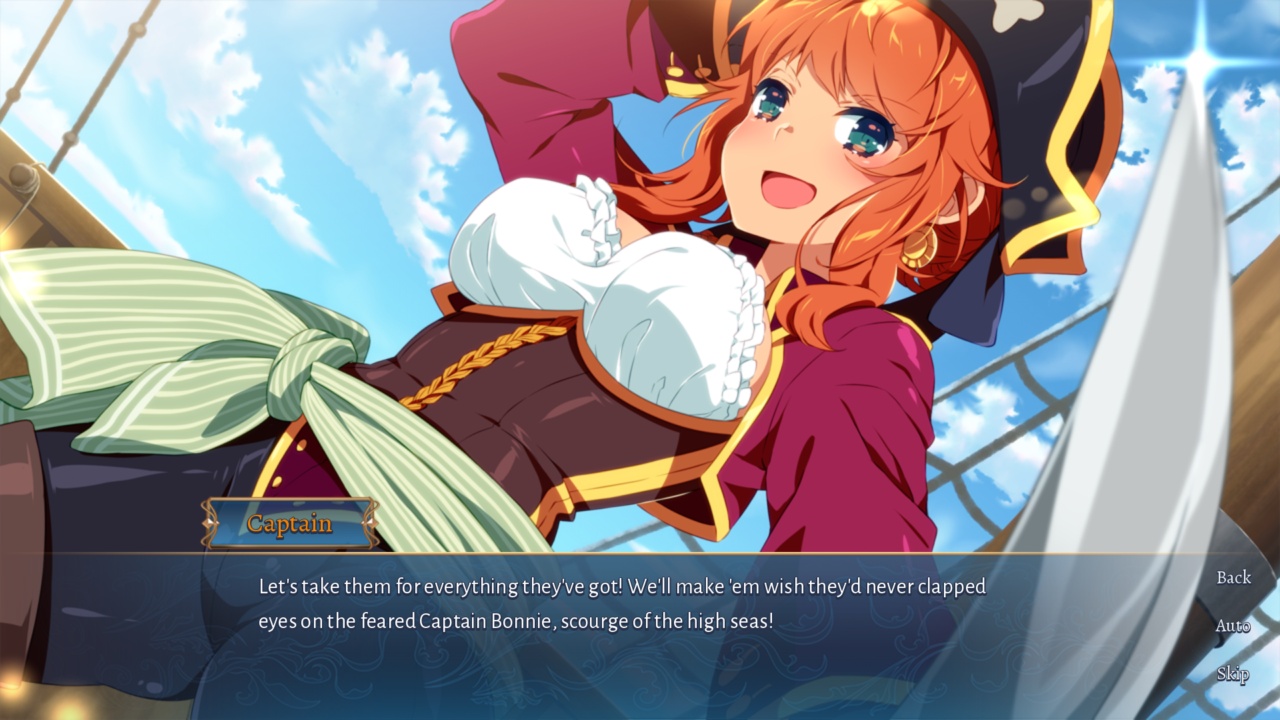 Captain
Let's take them for everything they've got! We'll make 'em wish they'd never clapped
eyes on the feared Captain Bonnie, scourge of the high seas!
Back
Auto
Skip